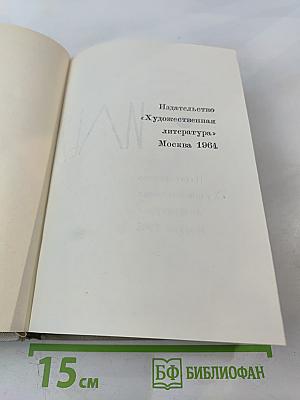 Издательство
«Художественная
литература»
Москва 1964
15 см
БФ БИБЛИОФАН